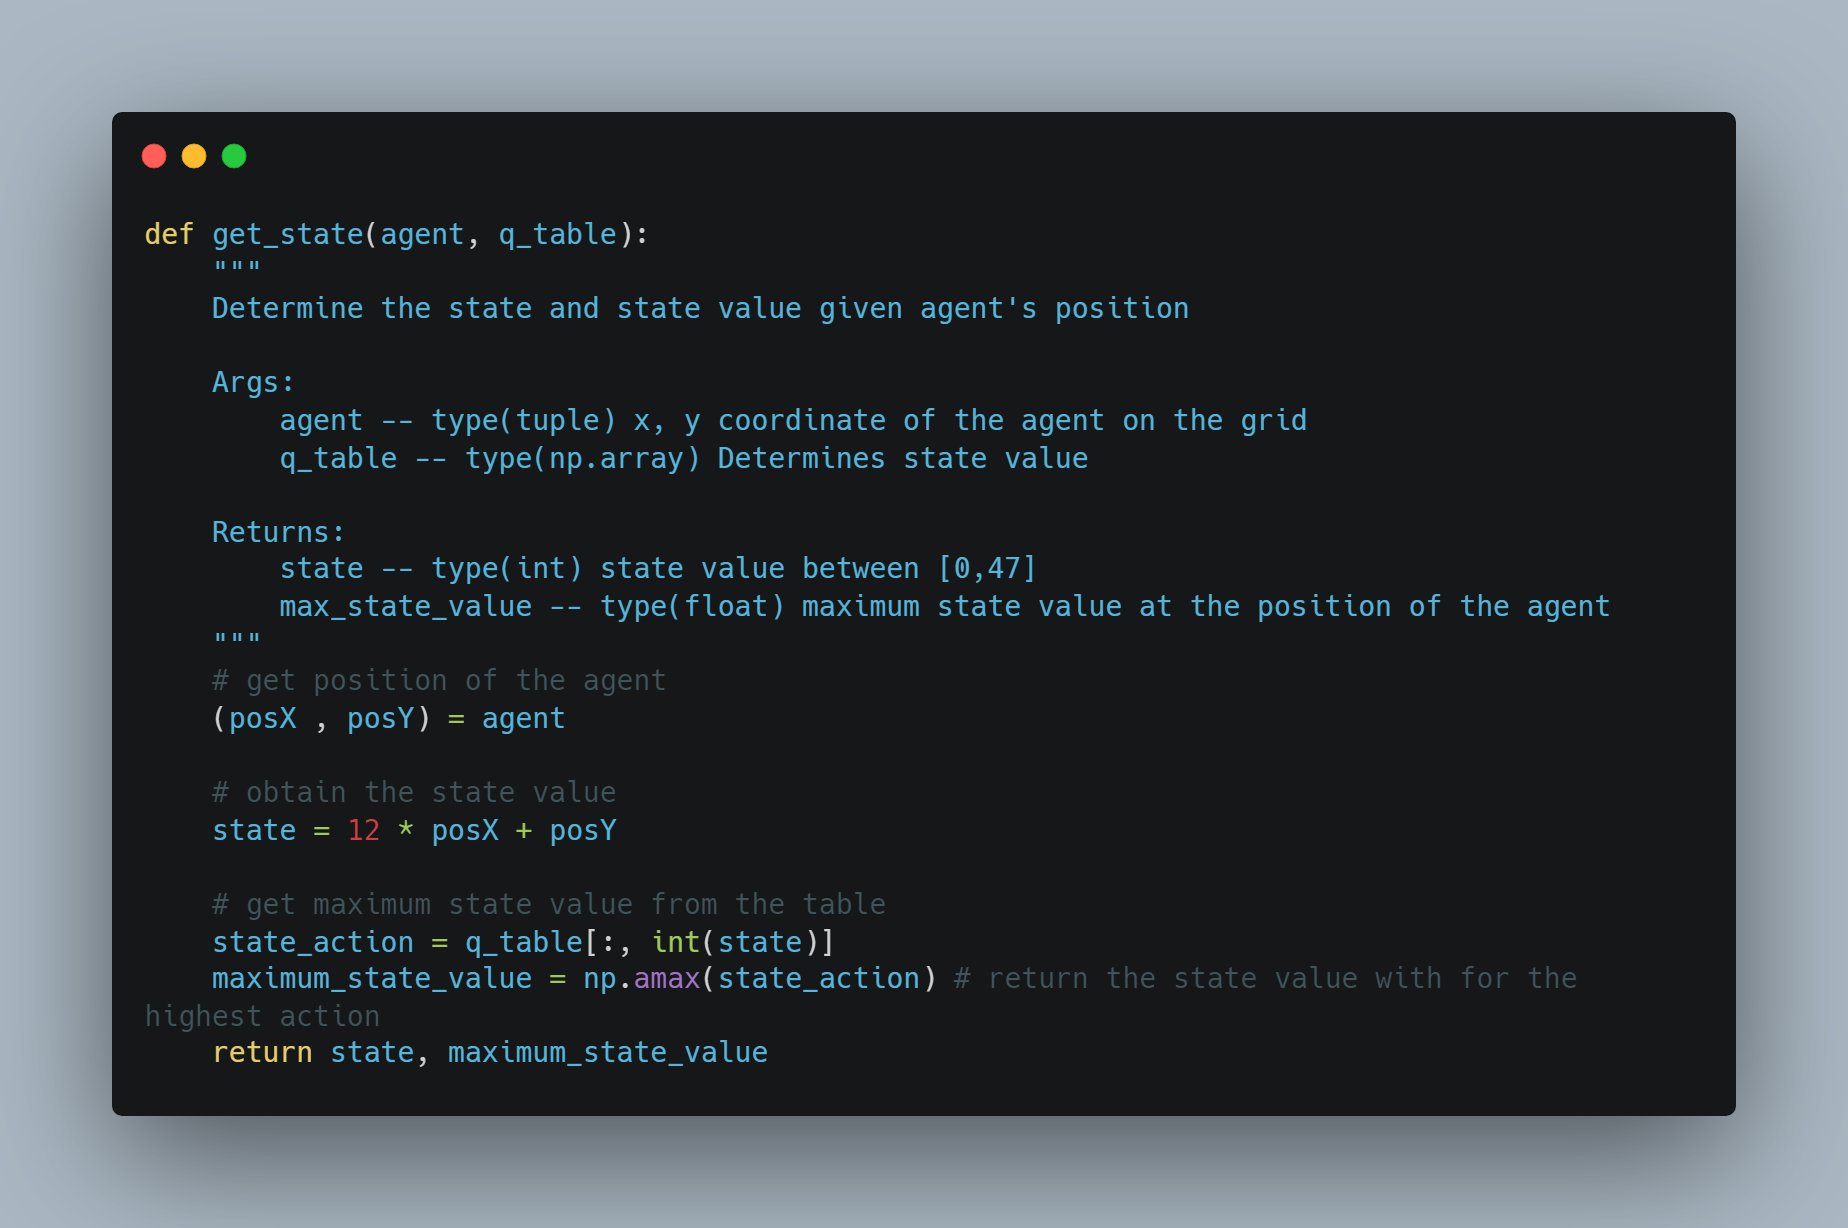 def get_state(agent, q_table):
    """
    Determine the state and state value given agent's position

    Args:
        agent -- type(tuple) x, y coordinate of the agent on the grid
        q_table -- type(np.array) Determines state value

    Returns:
        state -- type(int) state value between [0,47]
        max_state_value -- type(float) maximum state value at the position of the agent
    """
    # get position of the agent
    (posX , posY) = agent

    # obtain the state value
    state = 12 * posX + posY

    # get maximum state value from the table
    state_action = q_table[:, int(state)]
    maximum_state_value = np.amax(state_action) # return the state value with for the
highest action
    return state, maximum_state_value